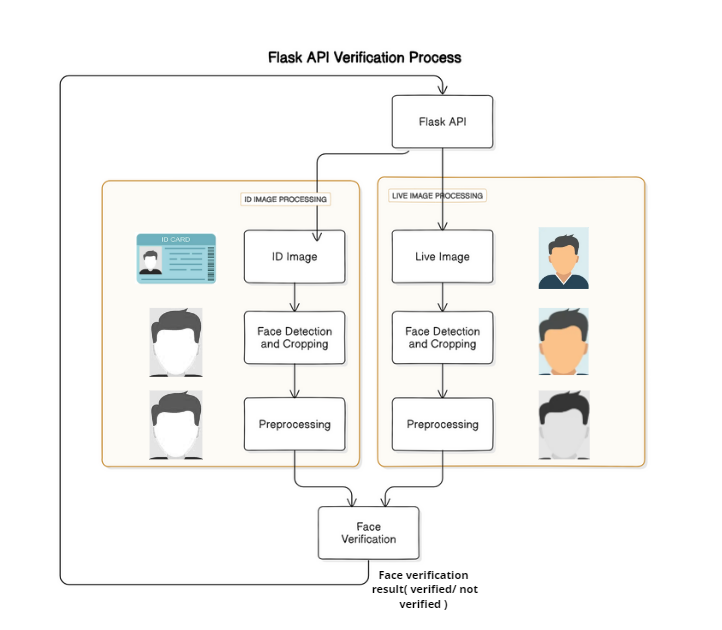 Flask API Verification Process
Flask API
ID IMAGE PROCESSING
LIVE IMAGE PROCESSING
ID CARD
ID Image
Live Image
Face Detection
and Cropping
Face Detection
and Cropping
Preprocessing
Preprocessing
Face
Verification
Face verification
result( verified/ not
verified )